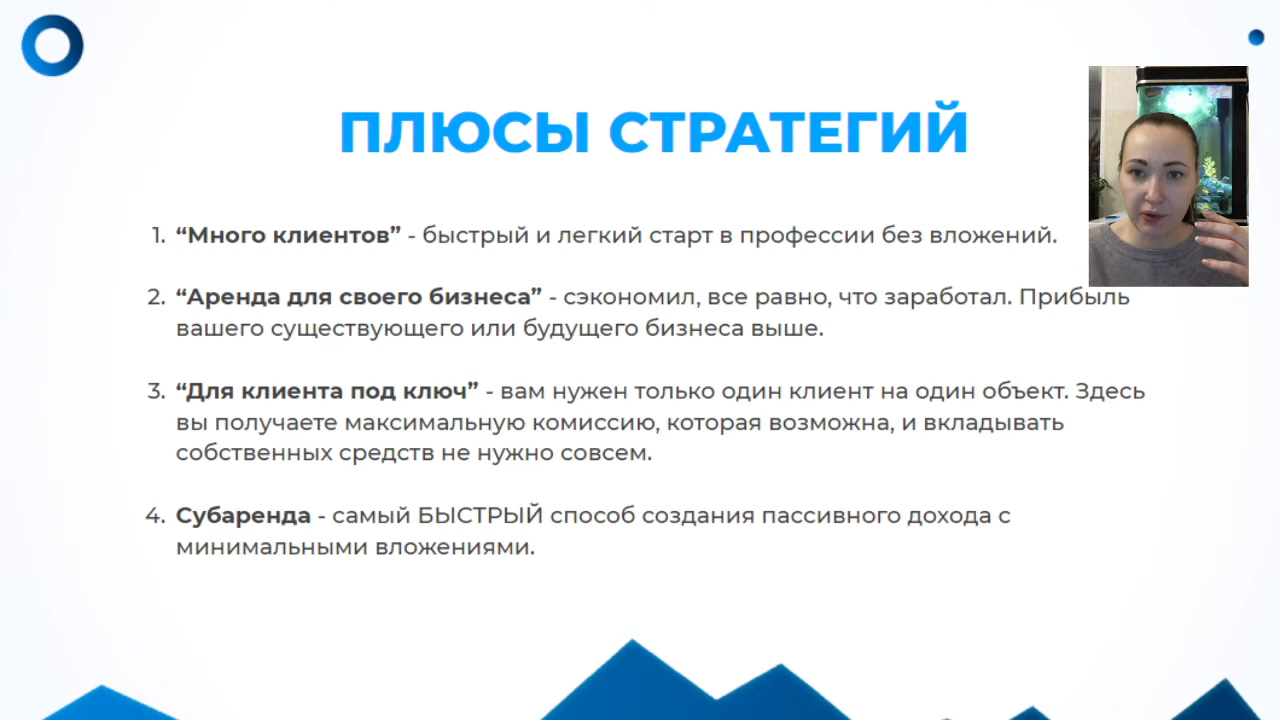 ПЛЮСЫ СТРАТЕГИЙ
1. “Много клиентов” - быстрый и легкий старт в профессии без вложений.
2. “Аренда для своего бизнеса” - сэкономил, все равно, что заработал. Прибыль
вашего существующего или будущего бизнеса выше.
3. “Для клиента под ключ” - вам нужен только один клиент на один объект. Здесь
вы получаете максимальную комиссию, которая возможна, и вкладывать
собственных средств не нужно совсем.
4. Субаренда - самый БЫСТРЫЙ способ создания пассивного дохода с
минимальными вложениями.